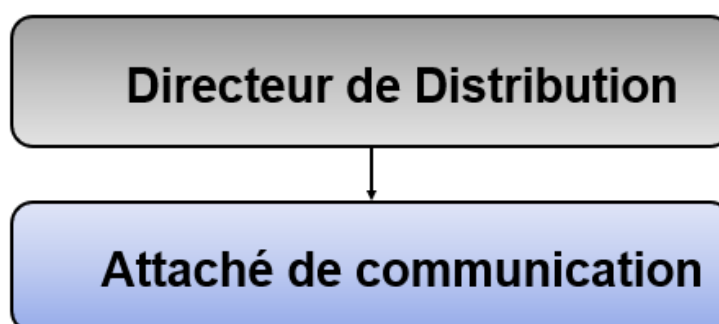 Directeur de Distribution
Attaché de communication